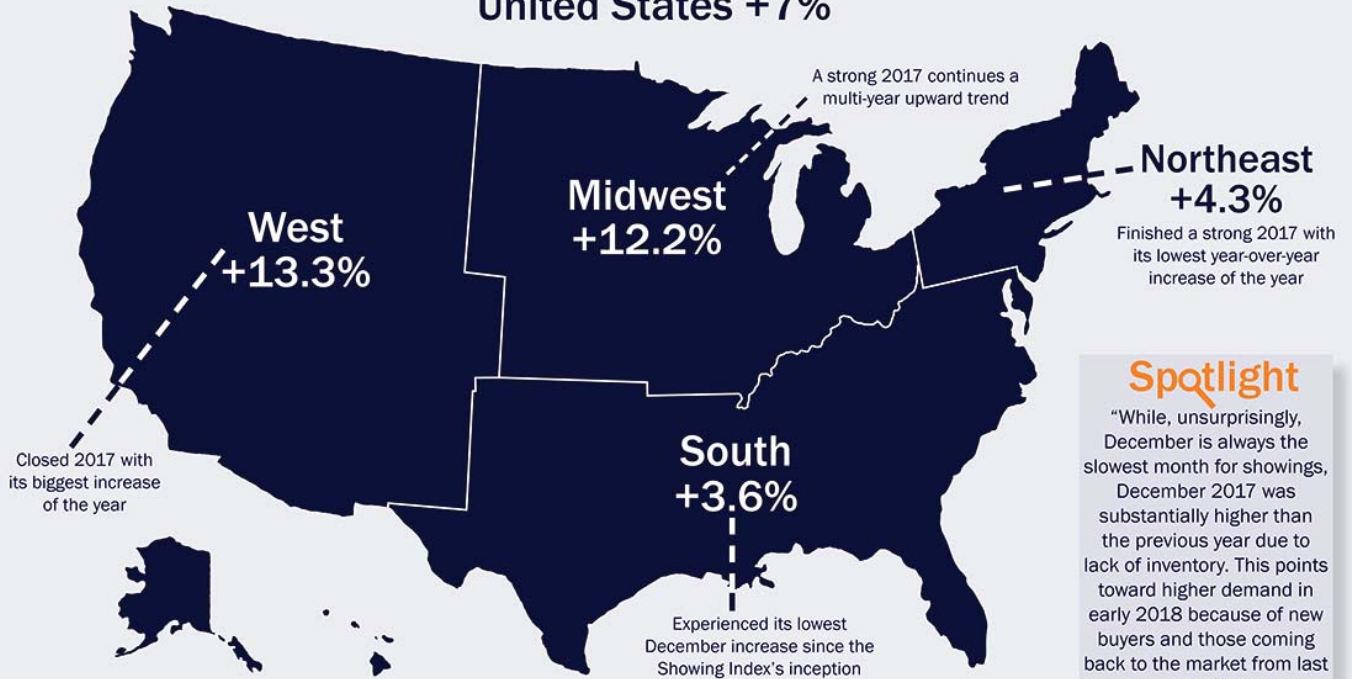 United States +7%
A strong 2017 continues a
multi-year upward trend
Northeast
+4.3%
Finished a strong 2017 with
its lowest year-over-year
increase of the year
Midwest
+12.2%
West
+13.3%
Closed 2017 with
its biggest increase
of the year
South
+3.6%
Experienced its lowest
December increase since the
Showing Index's inception
Spotlight
“While, unsurprisingly,
December is always the
slowest month for showings,
December 2017 was
substantially higher than
the previous year due to
lack of inventory. This points
toward higher demand in
early 2018 because of new
buyers and those coming
back to the market from last